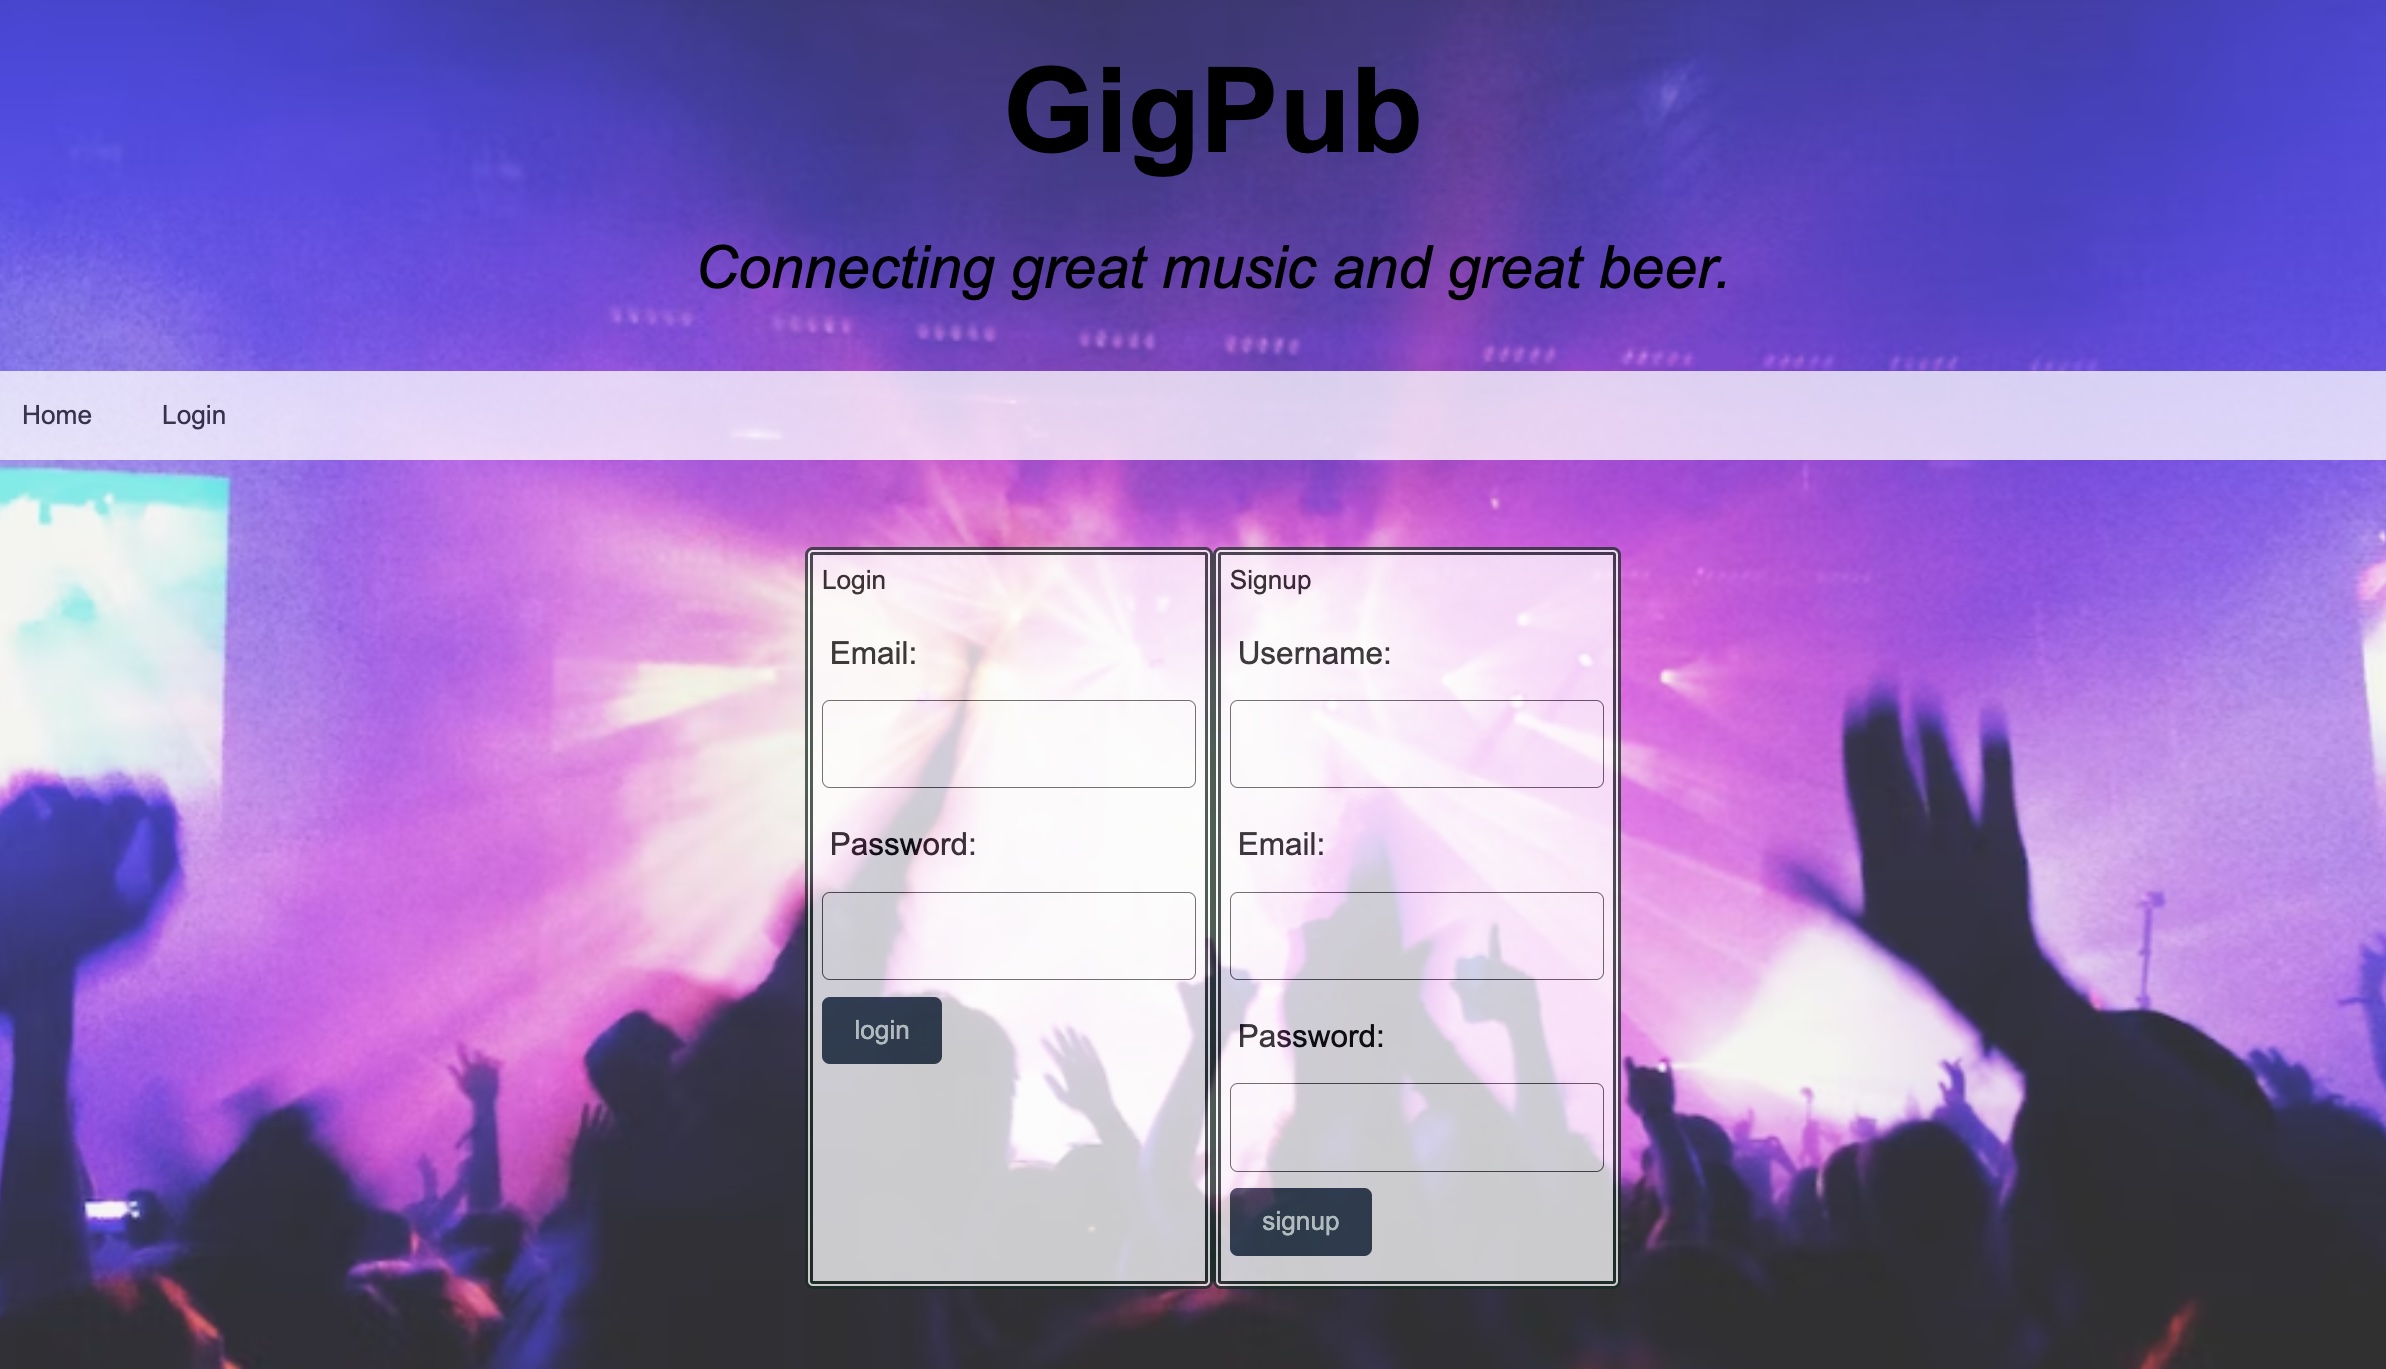 GigPub
Connecting great music and great beer.
Home Login
Login
Email:
Password:
login
Signup
Username:
Email:
Password:
signup